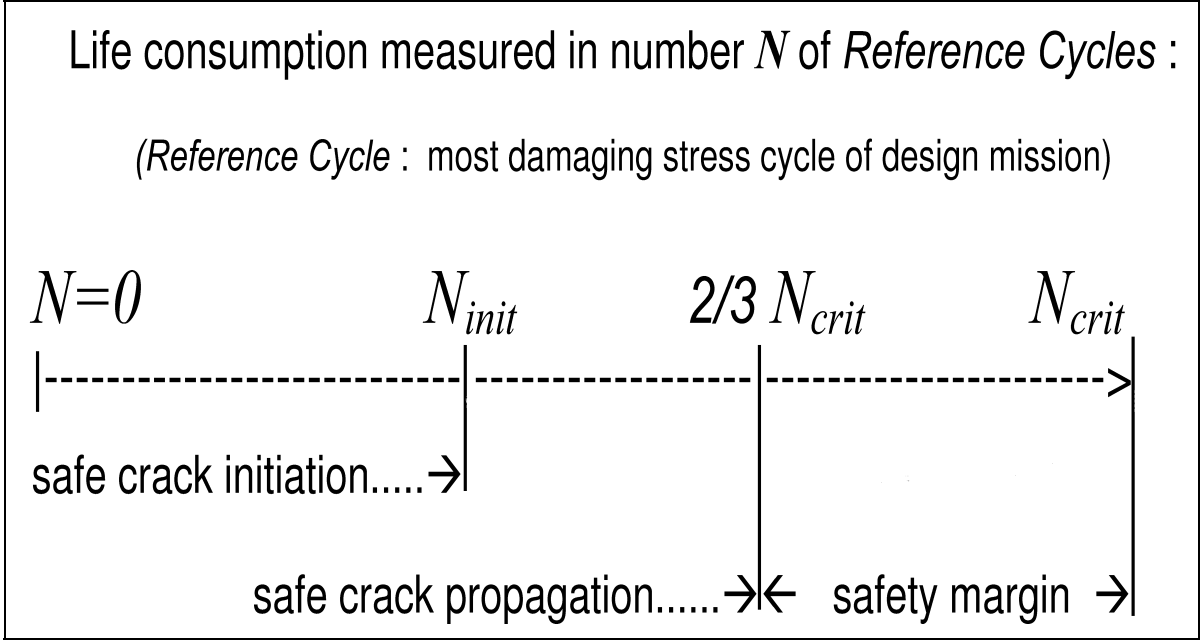 Life consumption measured in number N of Reference Cycles :
(Reference Cycle : most damaging stress cycle of design mission)
N=0 N_init 2/3 N_crit N_crit
|---------------------------|------------------|---------------------->|
safe crack initiation.....→
safe crack propagation......→← safety margin →